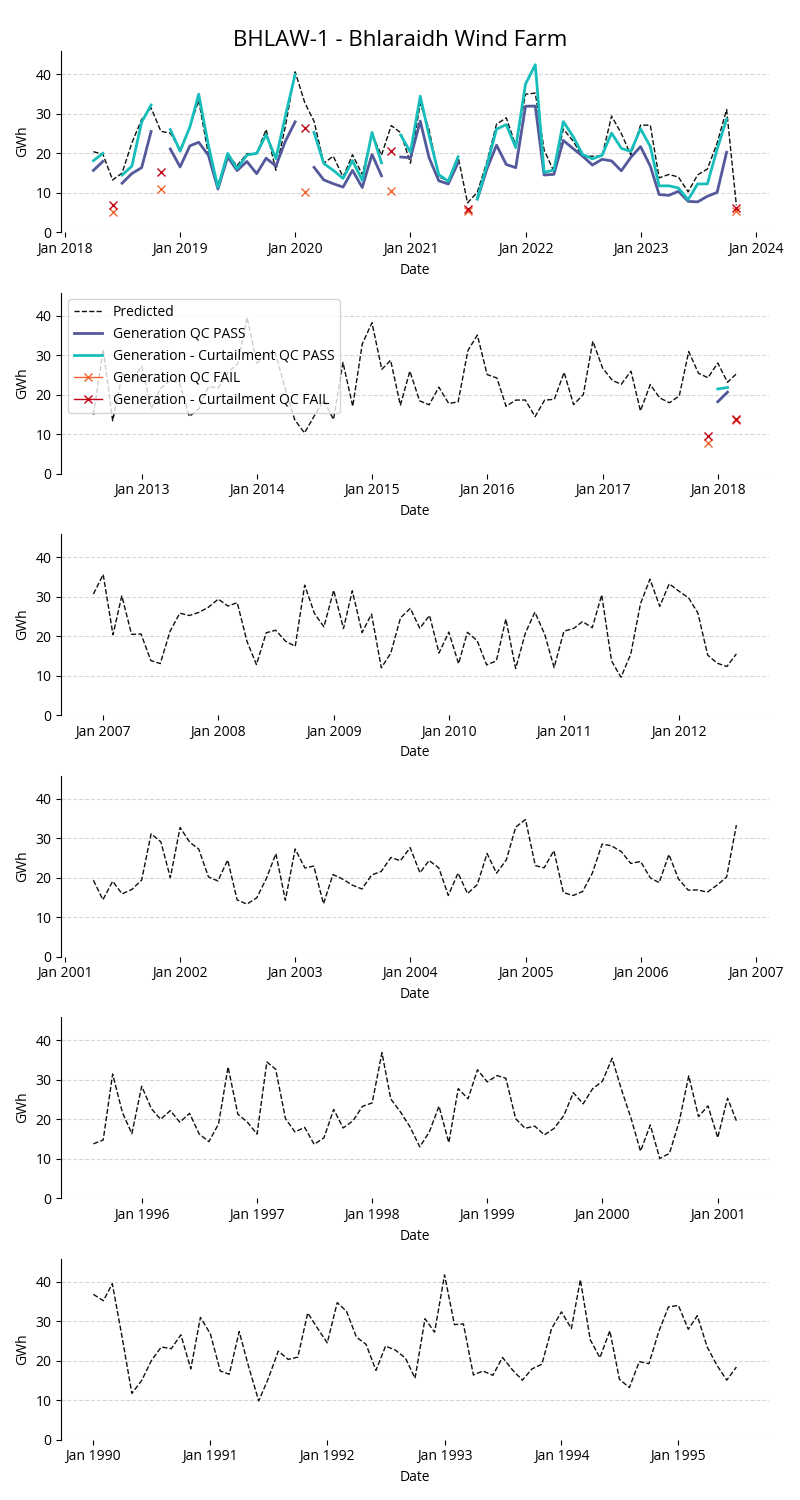 BHLAW-1 - Bhlaraidh Wind Farm
40
30
20
10
0
GWh
Jan 2018 Jan 2019 Jan 2020 Jan 2021 Jan 2022 Jan 2023 Jan 2024
Date
Predicted
Generation QC PASS
Generation - Curtailment QC PASS
Generation QC FAIL
Generation - Curtailment QC FAIL
40
30
20
10
0
GWh
Jan 2013 Jan 2014 Jan 2015 Jan 2016 Jan 2017 Jan 2018
Date
40
30
20
10
0
GWh
Jan 2007 Jan 2008 Jan 2009 Jan 2010 Jan 2011 Jan 2012
Date
40
30
20
10
0
GWh
Jan 2001 Jan 2002 Jan 2003 Jan 2004 Jan 2005 Jan 2006 Jan 2007
Date
40
30
20
10
0
GWh
Jan 1996 Jan 1997 Jan 1998 Jan 1999 Jan 2000 Jan 2001
Date
40
30
20
10
0
GWh
Jan 1990 Jan 1991 Jan 1992 Jan 1993 Jan 1994 Jan 1995
Date